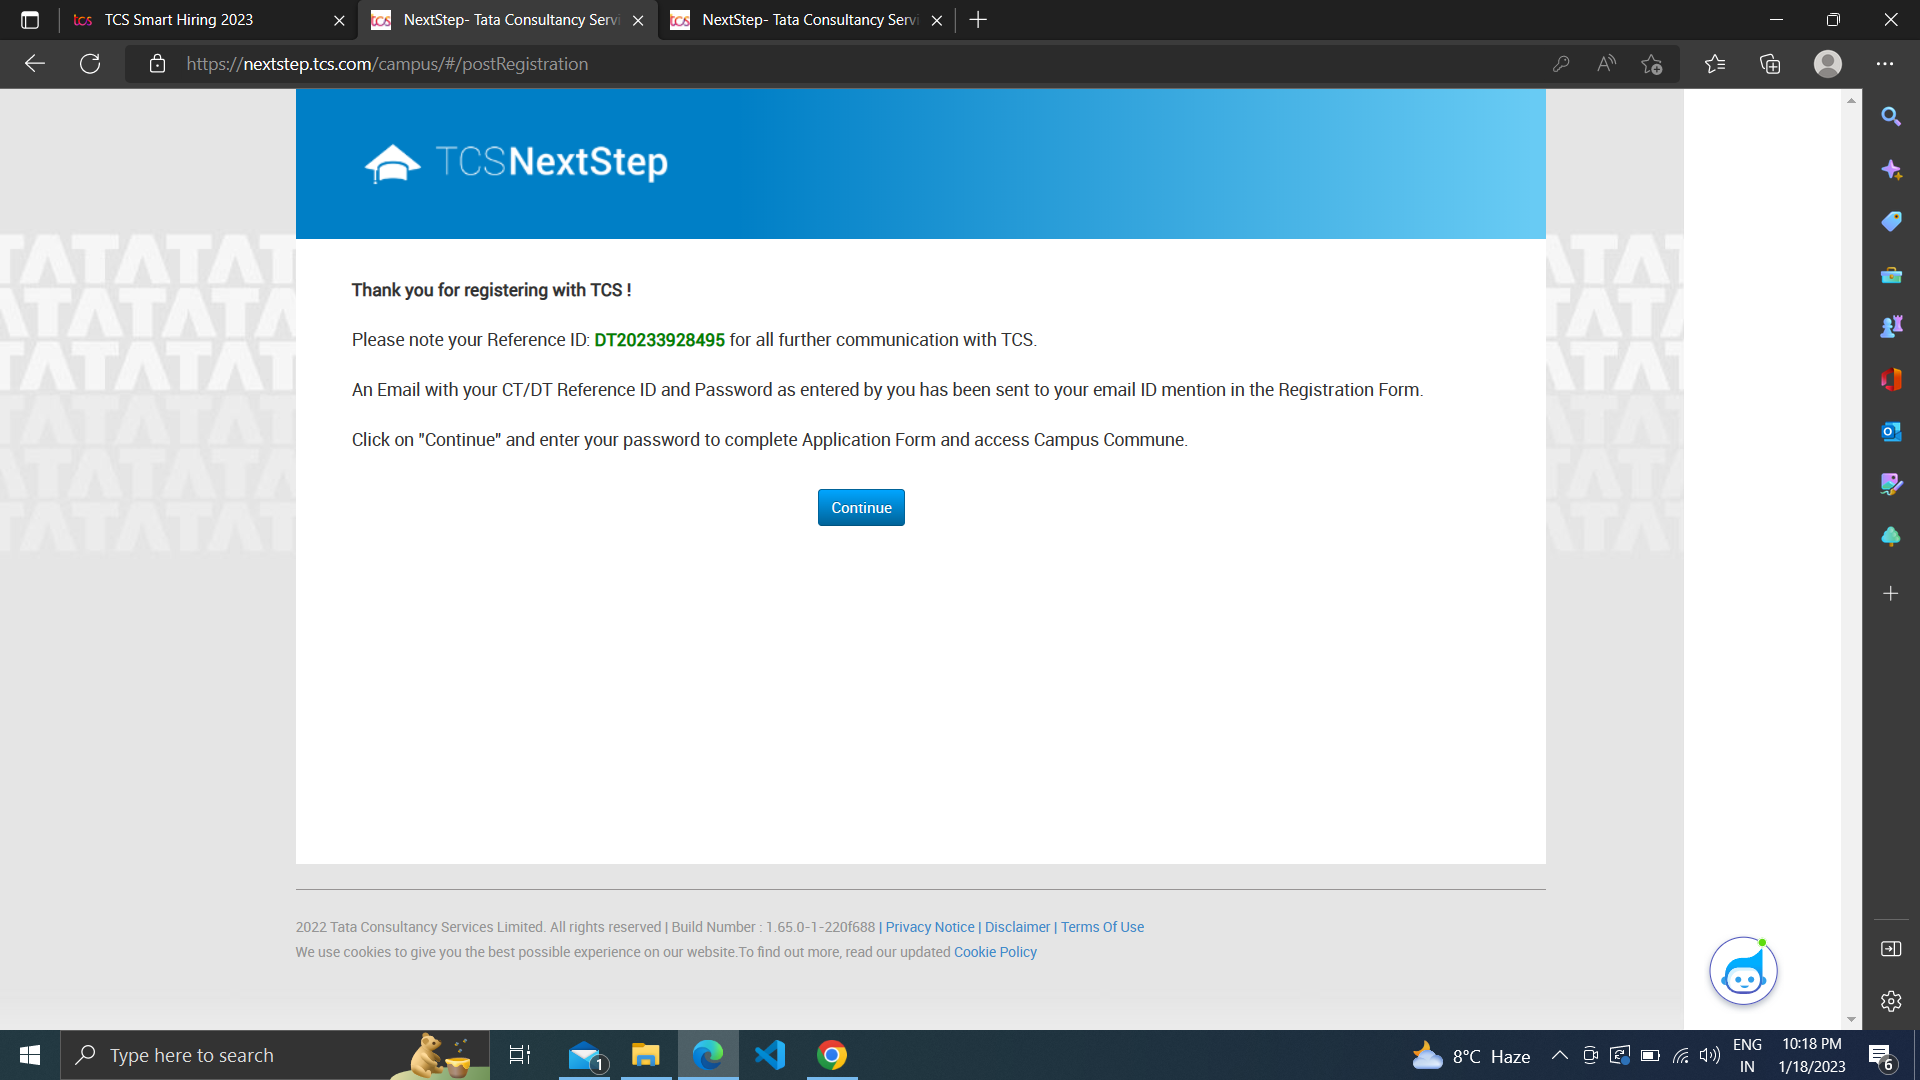 TCS Smart Hiring 2023
NextStep- Tata Consultancy Servi
NextStep- Tata Consultancy Servi
https://nextstep.tcs.com/campus/#/postRegistration
TCSNextStep
Thank you for registering with TCS !
Please note your Reference ID: DT20233928495 for all further communication with TCS.
An Email with your CT/DT Reference ID and Password as entered by you has been sent to your email ID mention in the Registration Form.
Click on "Continue" and enter your password to complete Application Form and access Campus Commune.
Continue
2022 Tata Consultancy Services Limited. All rights reserved | Build Number : 1.65.0-1-220f688 | Privacy Notice | Disclaimer | Terms Of Use
We use cookies to give you the best possible experience on our website.To find out more, read our updated Cookie Policy
Type here to search
1
8°C Haze
ENG
IN
10:18 PM
1/18/2023
6